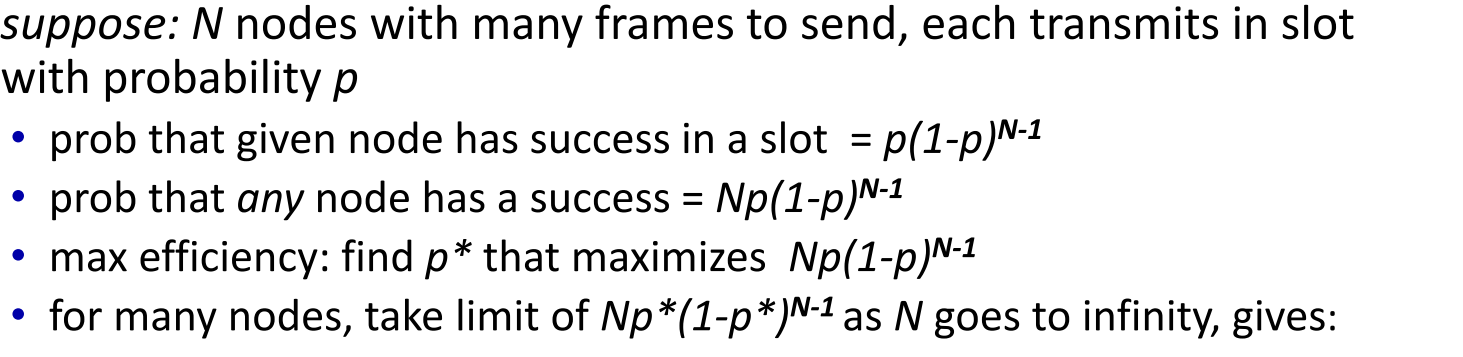 suppose: N nodes with many frames to send, each transmits in slot
with probability p
• prob that given node has success in a slot = p(1-p)^N-1
• prob that any node has a success = Np(1-p)^N-1
• max efficiency: find p* that maximizes Np(1-p)^N-1
• for many nodes, take limit of Np*(1-p*)^N-1 as N goes to infinity, gives: